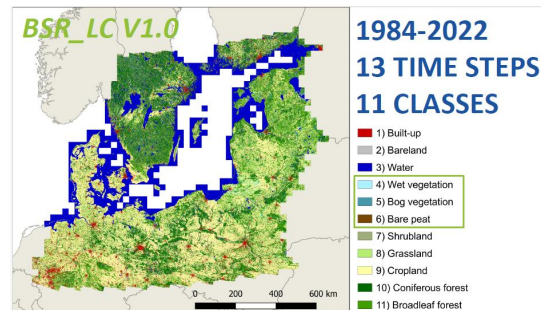 BSR_LC V1.0
1984-2022
13 TIME STEPS
11 CLASSES
1) Built-up
2) Bareland
3) Water
4) Wet vegetation
5) Bog vegetation
6) Bare peat
7) Shrubland
8) Grassland
9) Cropland
10) Coniferous forest
11) Broadleaf forest
0 200 400 600 km